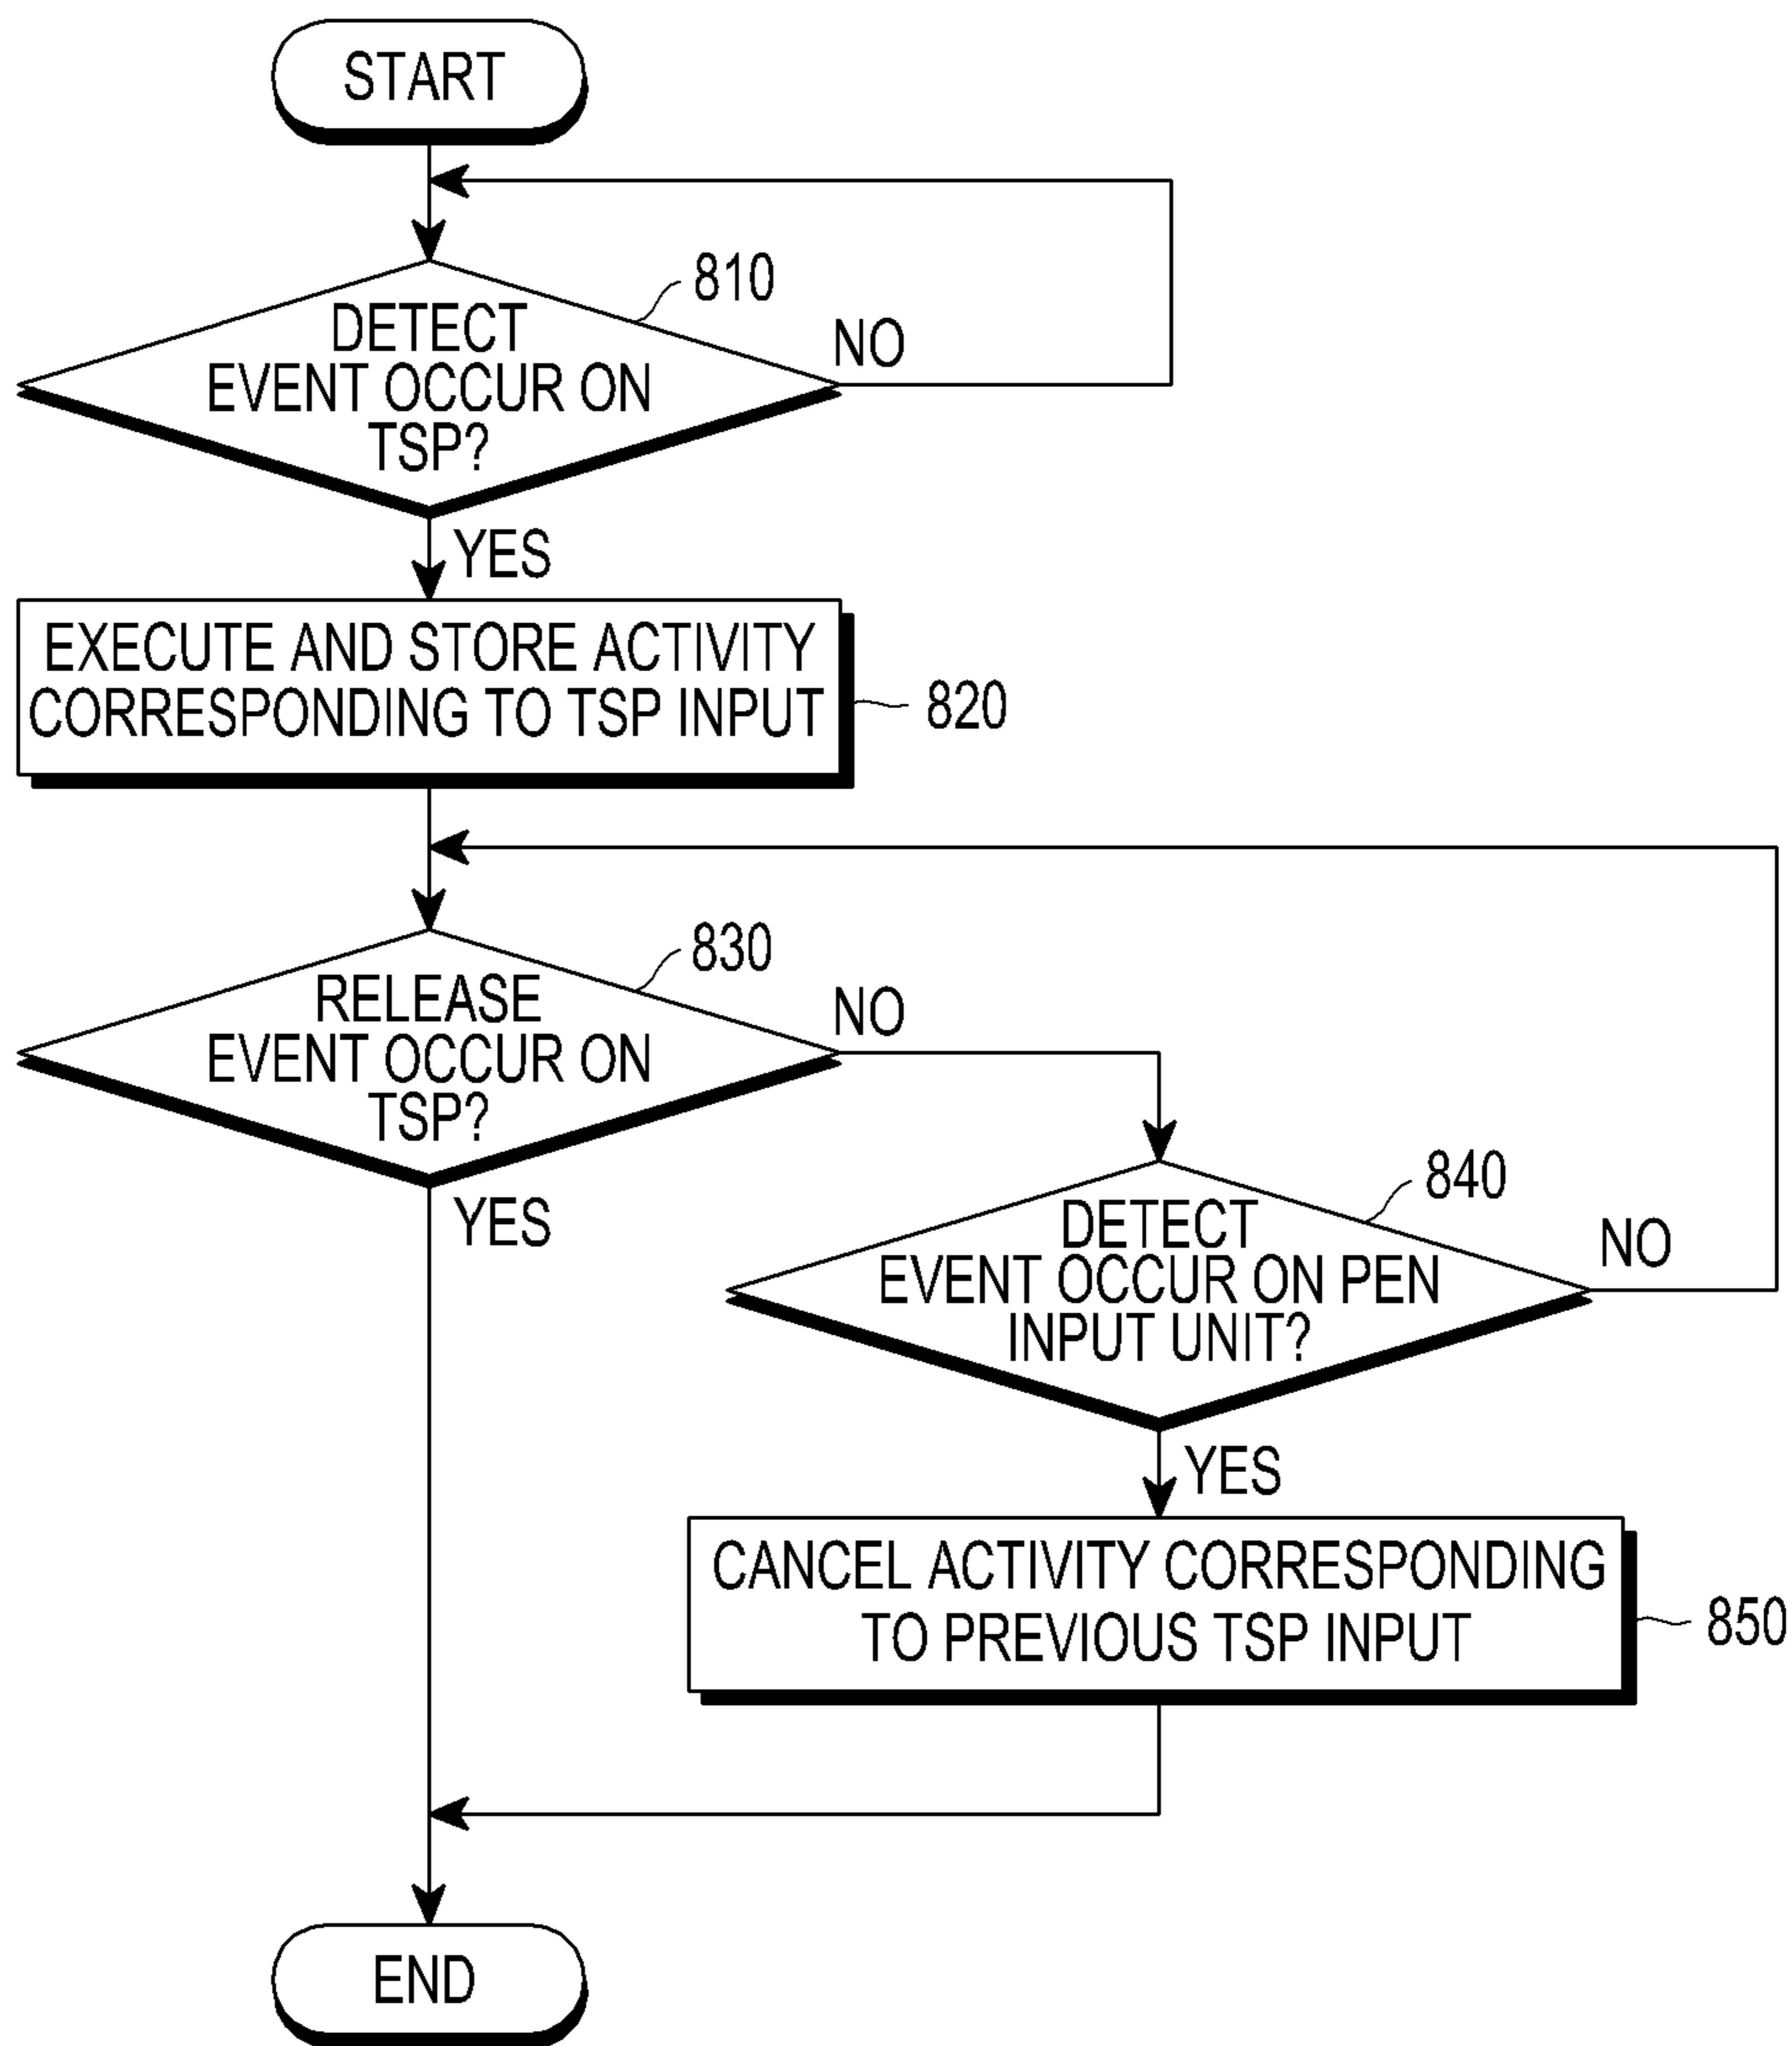 START
810
DETECT
EVENT OCCUR ON
TSP?
NO
YES
EXECUTE AND STORE ACTIVITY
CORRESPONDING TO TSP INPUT
820
830
RELEASE
EVENT OCCUR ON
TSP?
NO
YES
840
DETECT
EVENT OCCUR ON PEN
INPUT UNIT?
NO
YES
CANCEL ACTIVITY CORRESPONDING
TO PREVIOUS TSP INPUT
850
END